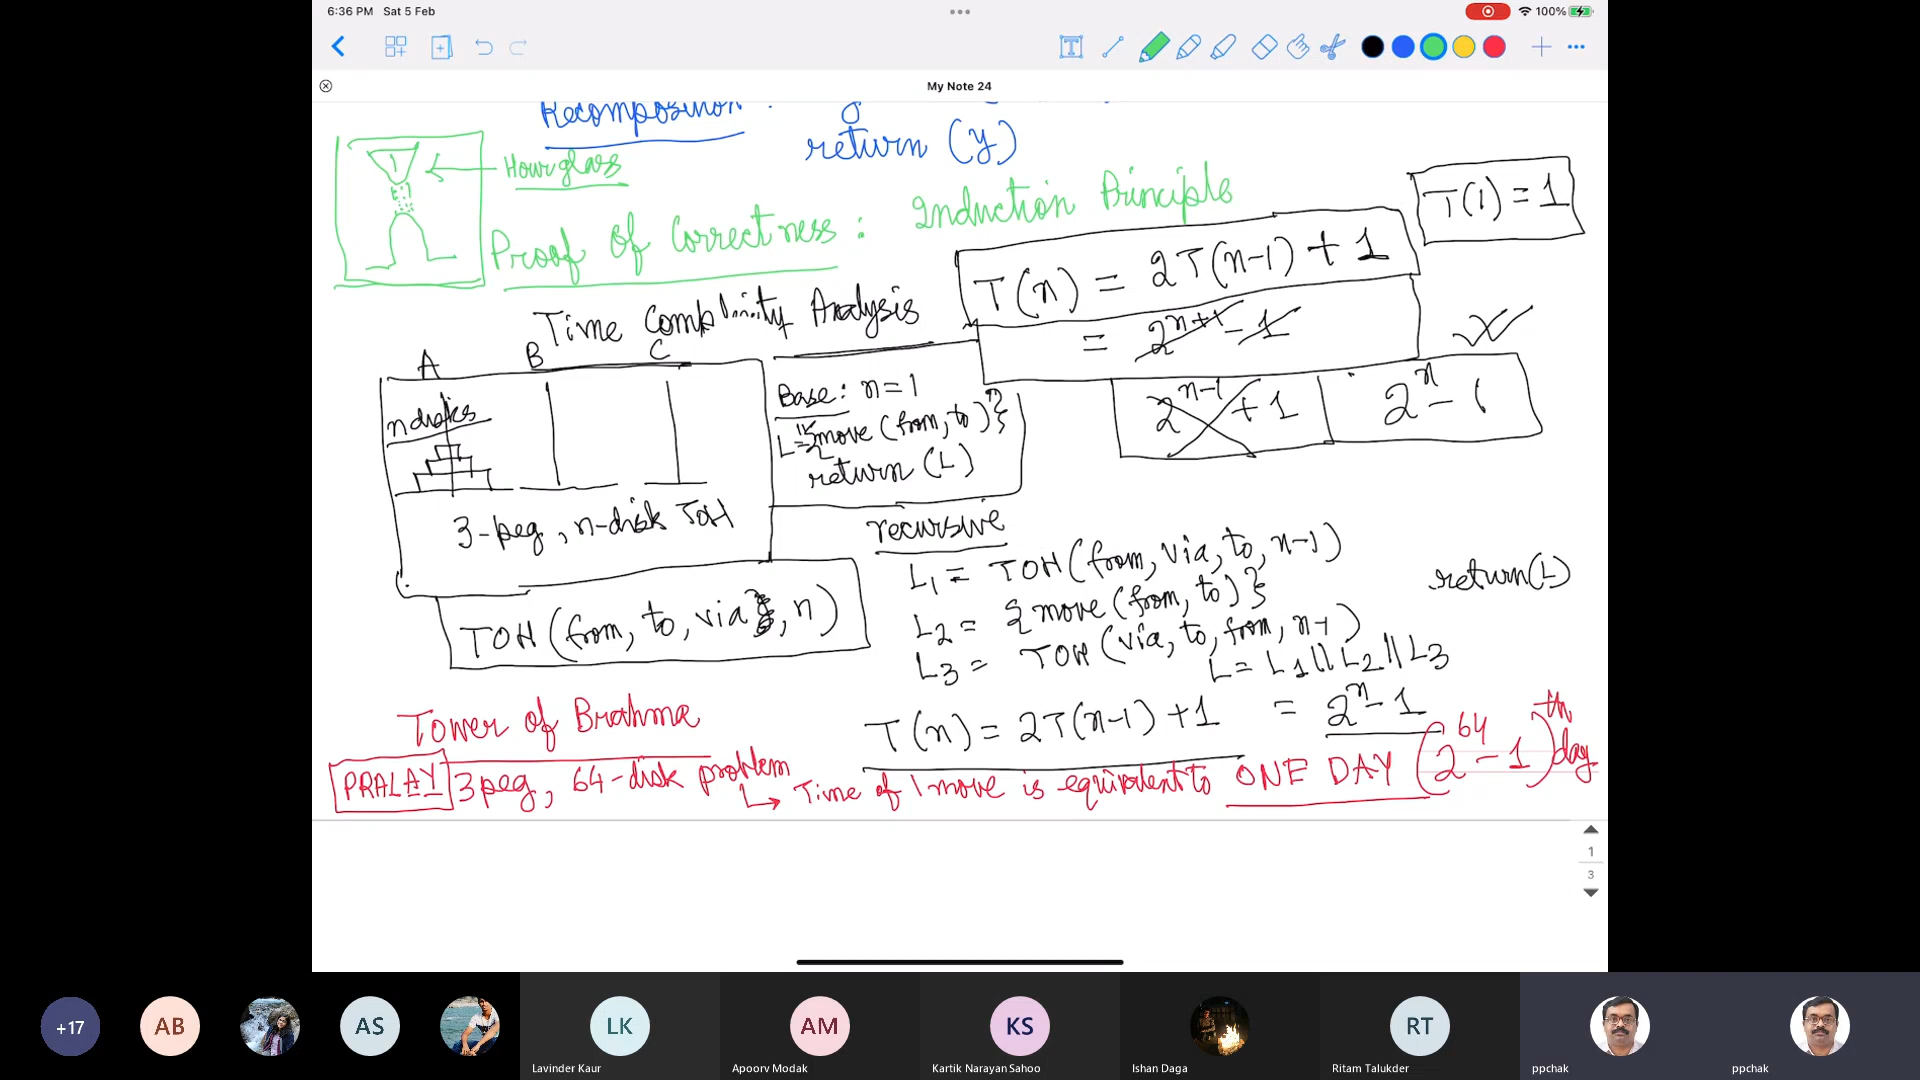 6:36 PM Sat 5 Feb
100%
My Note 24
Recomposition :
return (y)
Hourglass
Proof of Correctness : Induction Principle
T(1) = 1
T(n) = 2T(n-1) + 1
= 2^{n+1} - 1
Time Complexity Analysis
A B C
n disks
3-peg, n-disk TOH
Base: n=1
L = {move (from, to)}
return (L)
2^{n-1} + 1
2^n - 1
recursive
L1 = TOH (from, via, to, n-1)
L2 = {move (from, to)}
L3 = TOH (via, to, from, n-1)
L = L1 || L2 || L3
return (L)
TOH (from, to, via, n)
T(n) = 2T(n-1) + 1 = 2^n - 1
Tower of Brahma
PRALAY 3 peg, 64-disk problem
Time of 1 move is equivalent to ONE DAY (2^64 - 1)th day
1
3
+17
AB
AS
LK
Lavinder Kaur
AM
Apoorv Modak
KS
Kartik Narayan Sahoo
Ishan Daga
RT
Ritam Talukder
ppchak
ppchak